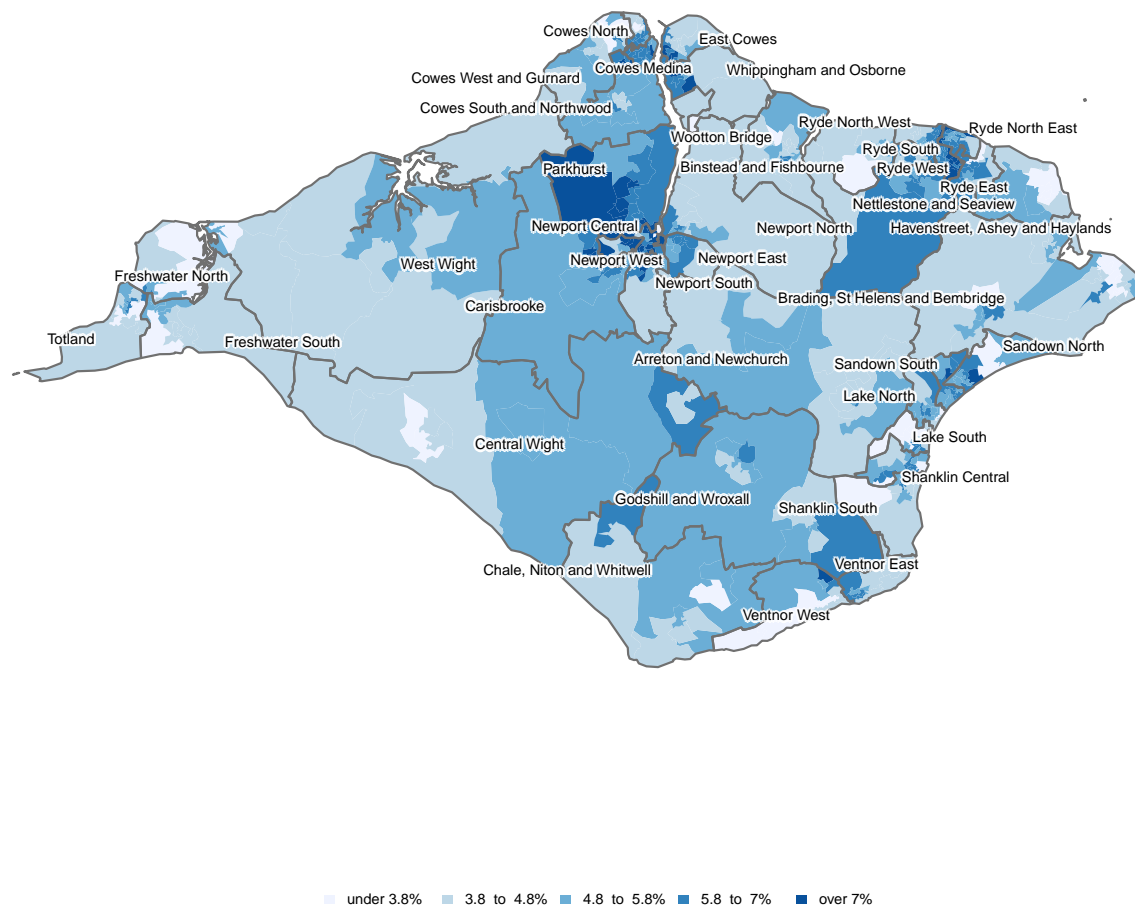 Cowes North
East Cowes
Cowes Medina
Whippingham and Osborne
Cowes West and Gurnard
Cowes South and Northwood
Ryde North West
Ryde North East
Wootton Bridge
Ryde South
Parkhurst
Binstead and Fishbourne
Ryde West
Ryde East
Nettlestone and Seaview
Newport Central
Newport North
Havenstreet, Ashey and Haylands
Newport West
Newport East
West Wight
Freshwater North
Newport South
Brading, St Helens and Bembridge
Carisbrooke
Totland
Freshwater South
Sandown North
Arreton and Newchurch
Sandown South
Lake North
Lake South
Central Wight
Shanklin Central
Godshill and Wroxall
Shanklin South
Ventnor East
Chale, Niton and Whitwell
Ventnor West
under 3.8% 3.8 to 4.8% 4.8 to 5.8% 5.8 to 7% over 7%